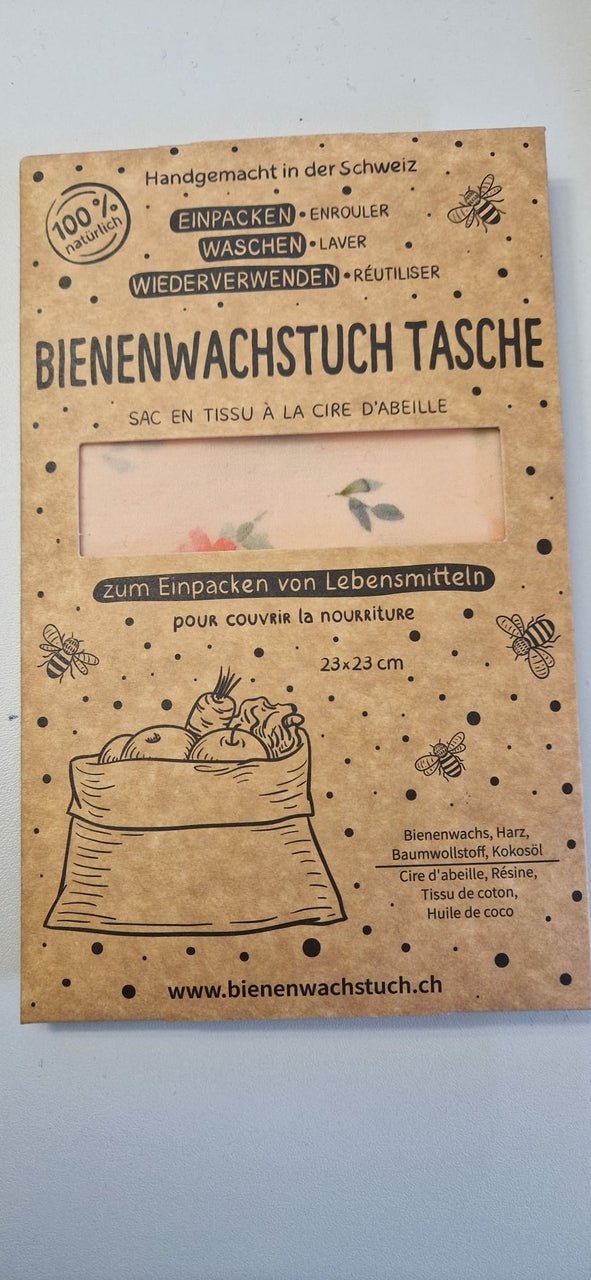 Handgemacht in der Schweiz
100%
natürlich
EINPACKEN • ENROULER
WASCHEN • LAVER
WIEDERVERWENDEN • RÉUTILISER
BIENENWACHSTUCH TASCHE
SAC EN TISSU À LA CIRE D'ABEILLE
zum Einpacken von Lebensmitteln
pour couvrir la nourriture
23x23 cm
Bienenwachs, Harz,
Baumwollstoff, Kokosöl
Cire d'abeille, Résine,
Tissu de coton,
Huile de coco
www.bienenwachstuch.ch